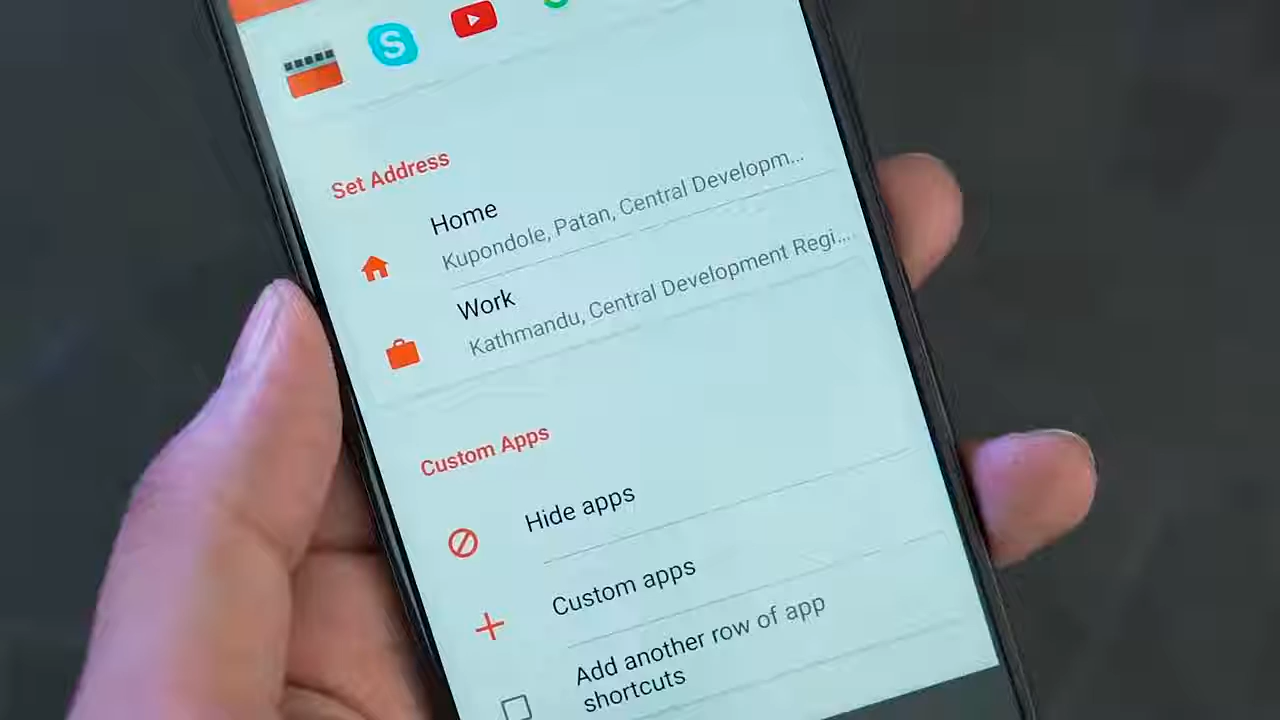 S
Set Address
Home
Kupondole, Patan, Central Developm...
Work
Kathmandu, Central Development Regi...
Custom Apps
Hide apps
Custom apps
Add another row of app
shortcuts